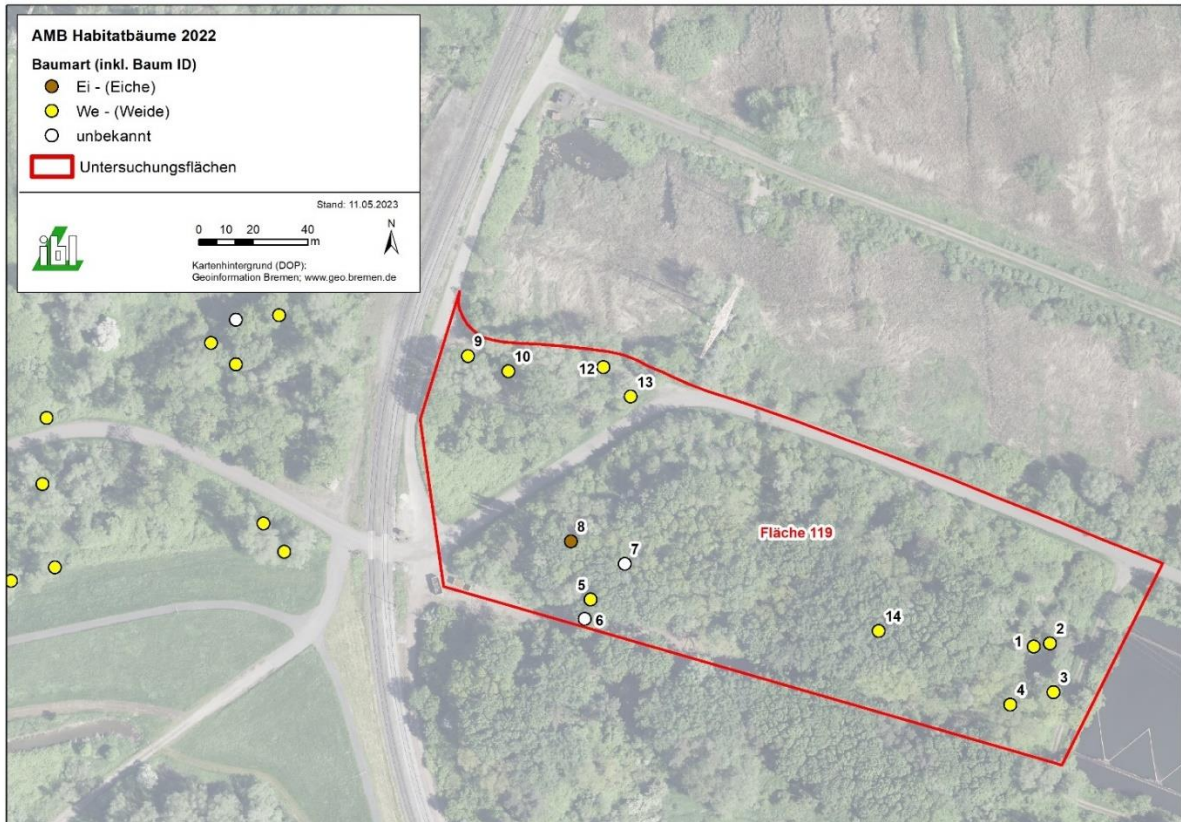 AMB Habitatbäume 2022
Baumart (inkl. Baum ID)
Ei - (Eiche)
We - (Weide)
unbekannt
Untersuchungsflächen
Stand: 11.05.2023
N
0 10 20 40
m
Kartenhintergrund (DOP):
Geoinformation Bremen; www.geo.bremen.de
ibl
9
10
12
13
8
7
Fläche 119
5
6
14
1
2
3
4